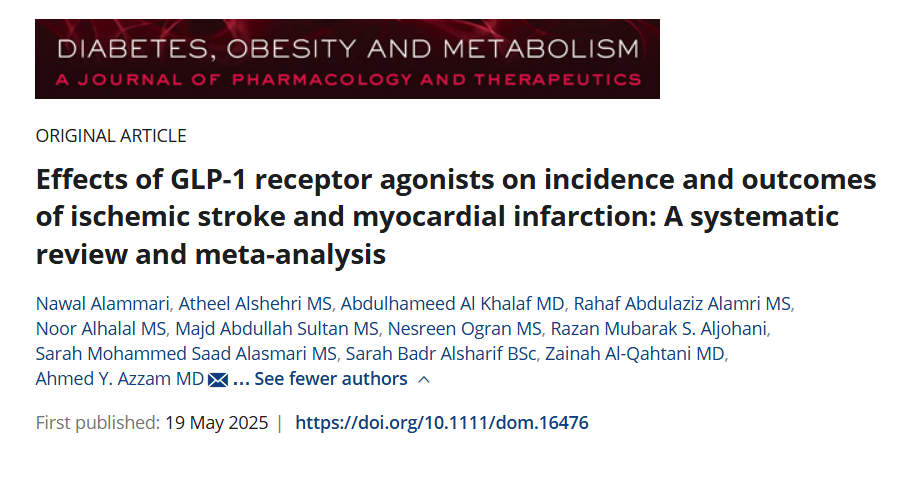 DIABETES, OBESITY AND METABOLISM
A JOURNAL OF PHARMACOLOGY AND THERAPEUTICS
ORIGINAL ARTICLE
Effects of GLP-1 receptor agonists on incidence and outcomes
of ischemic stroke and myocardial infarction: A systematic
review and meta-analysis
Nawal Alammari, Atheel Alshehri MS, Abdulhameed Al Khalaf MD, Rahaf Abdulaziz Alamri MS,
Noor Alhalal MS, Majd Abdullah Sultan MS, Nesreen Ogran MS, Razan Mubarak S. Aljohani,
Sarah Mohammed Saad Alasmari MS, Sarah Badr Alsharif BSc, Zainah Al-Qahtani MD,
Ahmed Y. Azzam MD ... See fewer authors
First published: 19 May 2025 | https://doi.org/10.1111/dom.16476